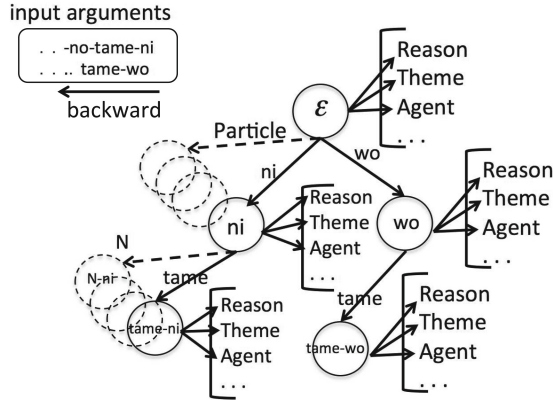 input arguments
. . -no-tame-ni
. . .. tame-wo
backward
ε
Reason
Theme
Agent
. . .
Particle
ni
wo
ni
Reason
Theme
Agent
. . .
wo
Reason
Theme
Agent
. . .
N
N-ni
tame
tame-ni
Reason
Theme
Agent
. . .
tame
tame-wo
Reason
Theme
Agent
. . .